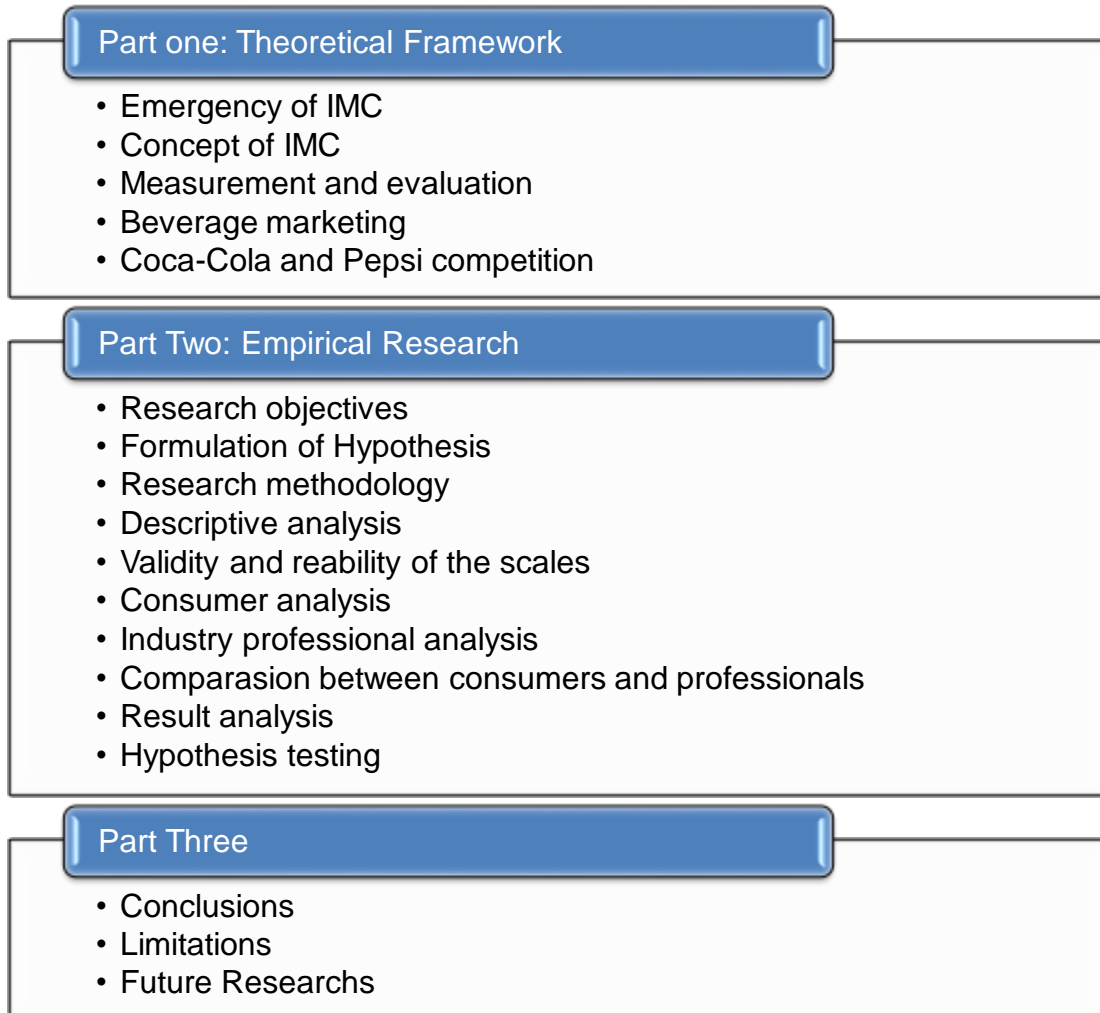 Part one: Theoretical Framework
• Emergency of IMC
• Concept of IMC
• Measurement and evaluation
• Beverage marketing
• Coca-Cola and Pepsi competition
Part Two: Empirical Research
• Research objectives
• Formulation of Hypothesis
• Research methodology
• Descriptive analysis
• Validity and reability of the scales
• Consumer analysis
• Industry professional analysis
• Comparasion between consumers and professionals
• Result analysis
• Hypothesis testing
Part Three
• Conclusions
• Limitations
• Future Researchs